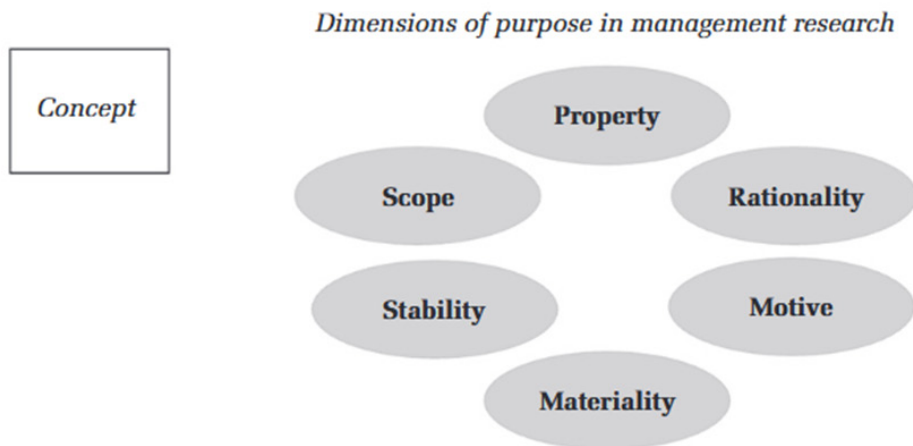 Dimensions of purpose in management research
Concept
Property
Scope
Rationality
Stability
Motive
Materiality